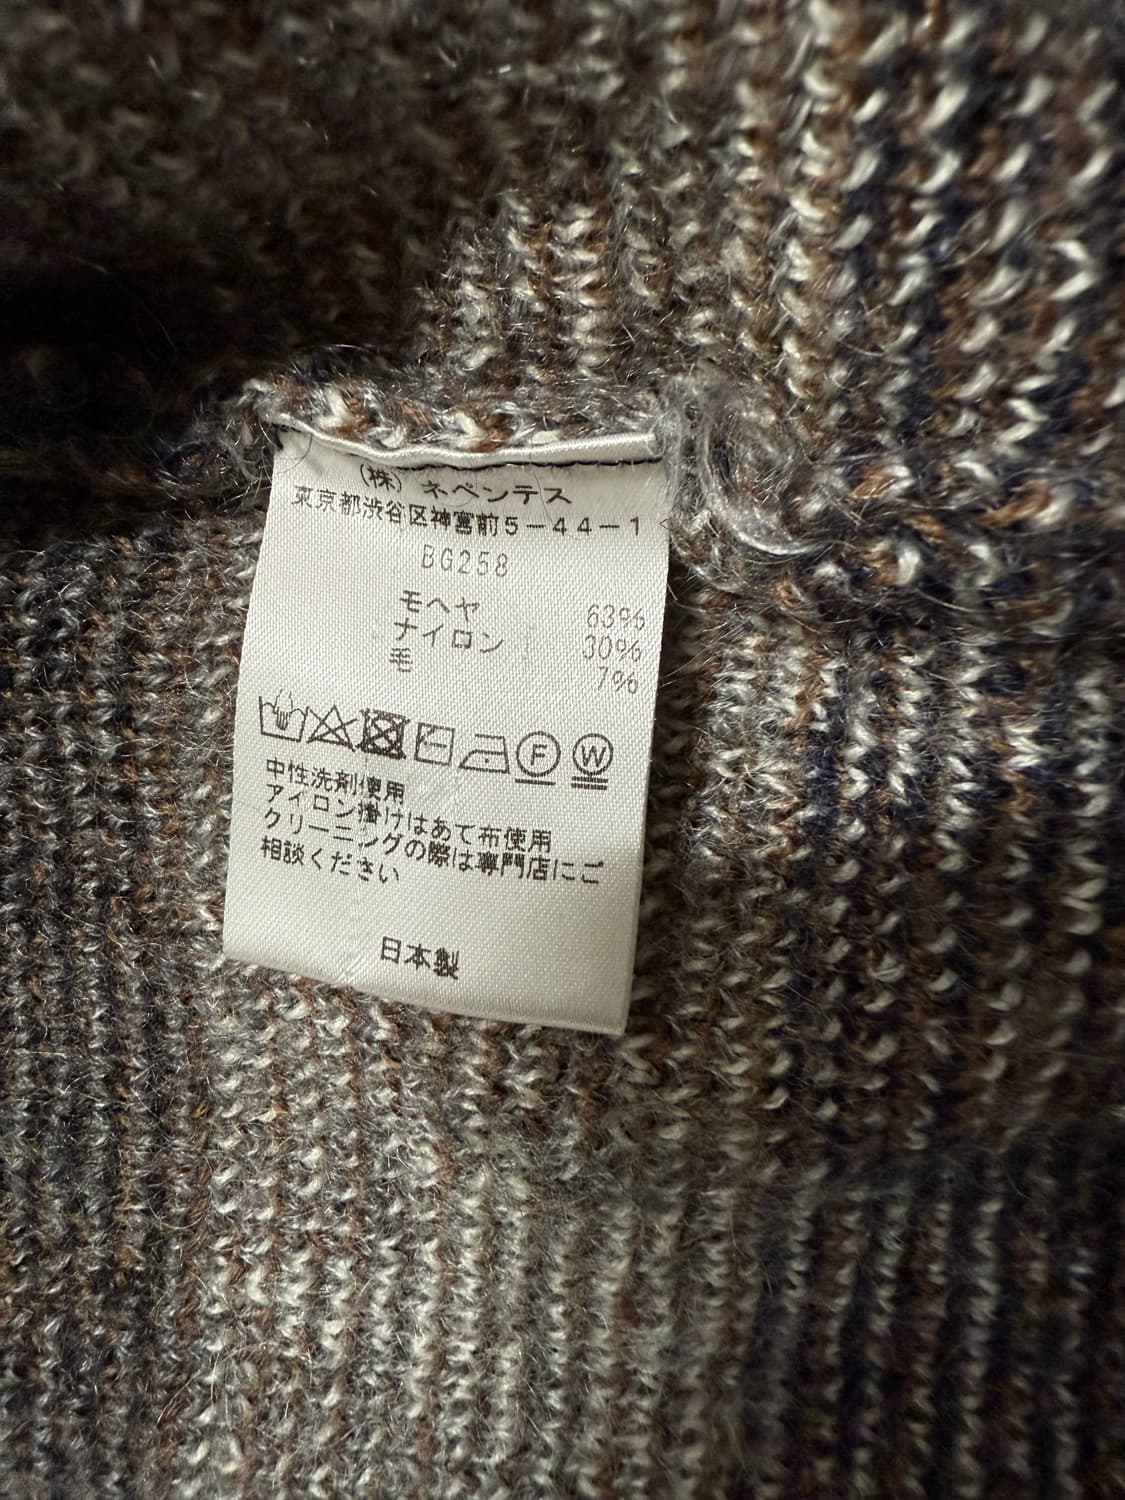 (株) ネペンテス
東京都渋谷区神宮前5-44-1
BG258
モヘヤ 63%
ナイロン 30%
毛 7%
F W
中性洗剤使用
アイロン掛けはあて布使用
クリーニングの際は専門店にご
相談ください
日本製